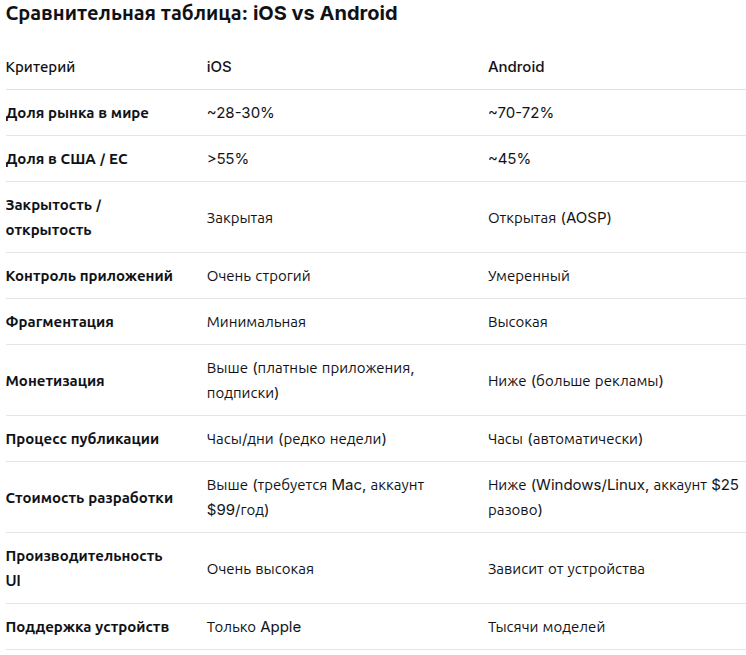 Сравнительная таблица: iOS vs Android
Критерий iOS Android
Доля рынка в мире ~28-30% ~70-72%
Доля в США / ЕС >55% ~45%
Закрытость /
открытость Закрытая Открытая (AOSP)
Контроль приложений Очень строгий Умеренный
Фрагментация Минимальная Высокая
Монетизация Выше (платные приложения,
подписки) Ниже (больше рекламы)
Процесс публикации Часы/дни (редко недели) Часы (автоматически)
Стоимость разработки Выше (требуется Mac, аккаунт
$99/год) Ниже (Windows/Linux, аккаунт $25
разово)
Производительность
UI Очень высокая Зависит от устройства
Поддержка устройств Только Apple Тысячи моделей